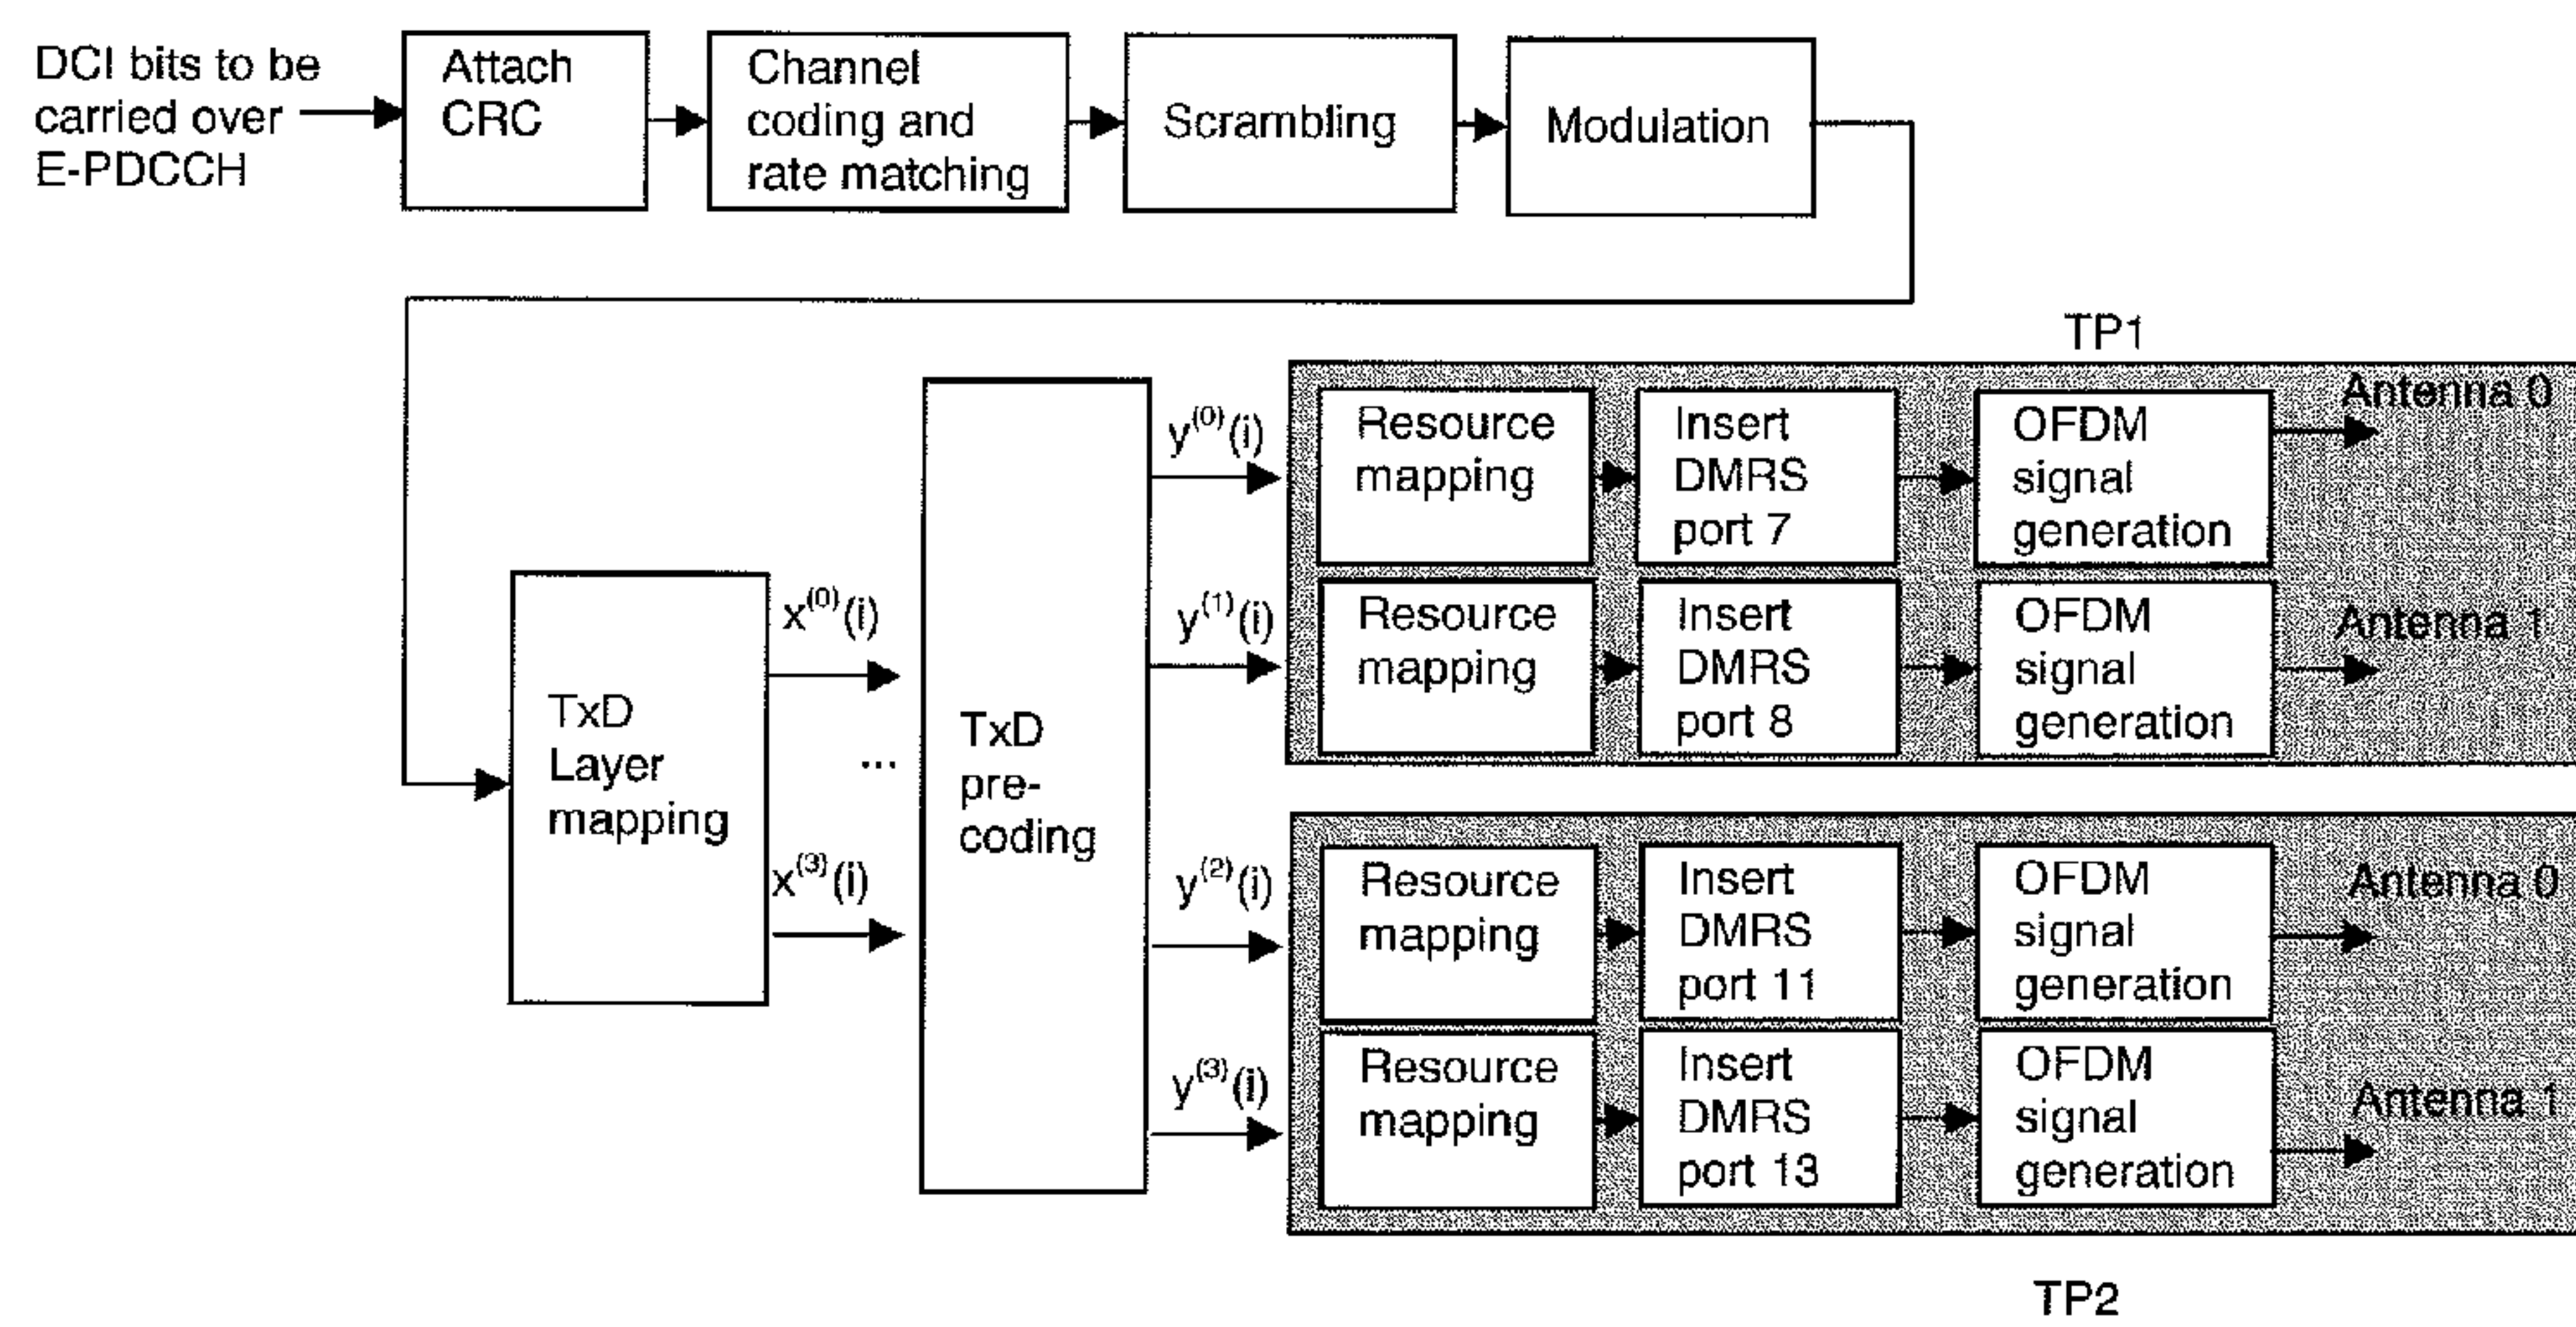 DCI bits to be
carried over
E-PDCCH
Attach
CRC
Channel
coding and
rate matching
Scrambling
Modulation
TP1
TxD
Layer
mapping
x(0)(i)
...
x(3)(i)
TxD
pre-
coding
y(0)(i)
y(1)(i)
y(2)(i)
y(3)(i)
Resource
mapping
Insert
DMRS
port 7
OFDM
signal
generation
Antenna 0
Resource
mapping
Insert
DMRS
port 8
OFDM
signal
generation
Antenna 1
Resource
mapping
Insert
DMRS
port 11
OFDM
signal
generation
Antenna 0
Resource
mapping
Insert
DMRS
port 13
OFDM
signal
generation
Antenna 1
TP2